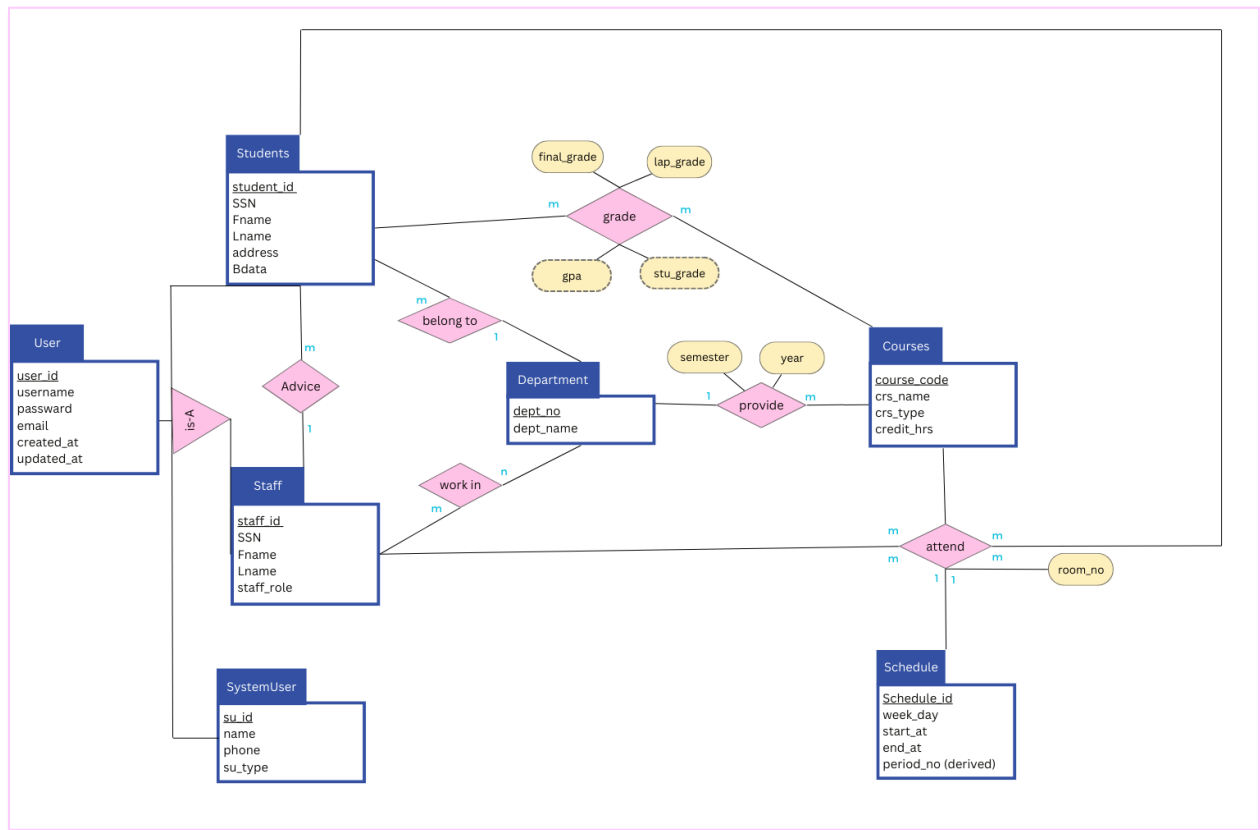 Students
student_id
SSN
Fname
Lname
address
Bdata
final_grade
lap_grade
m
grade
m
gpa
stu_grade
m
belong to
1
User
user_id
username
passward
email
created_at
updated_at
is-A
m
Advice
1
Department
dept_no
dept_name
semester
year
1
provide
m
Courses
course_code
crs_name
crs_type
credit_hrs
Staff
staff_id
SSN
Fname
Lname
staff_role
n
work in
m
m
m
attend
m
m
1
1
room_no
SystemUser
su_id
name
phone
su_type
Schedule
Schedule_id
week_day
start_at
end_at
period_no (derived)